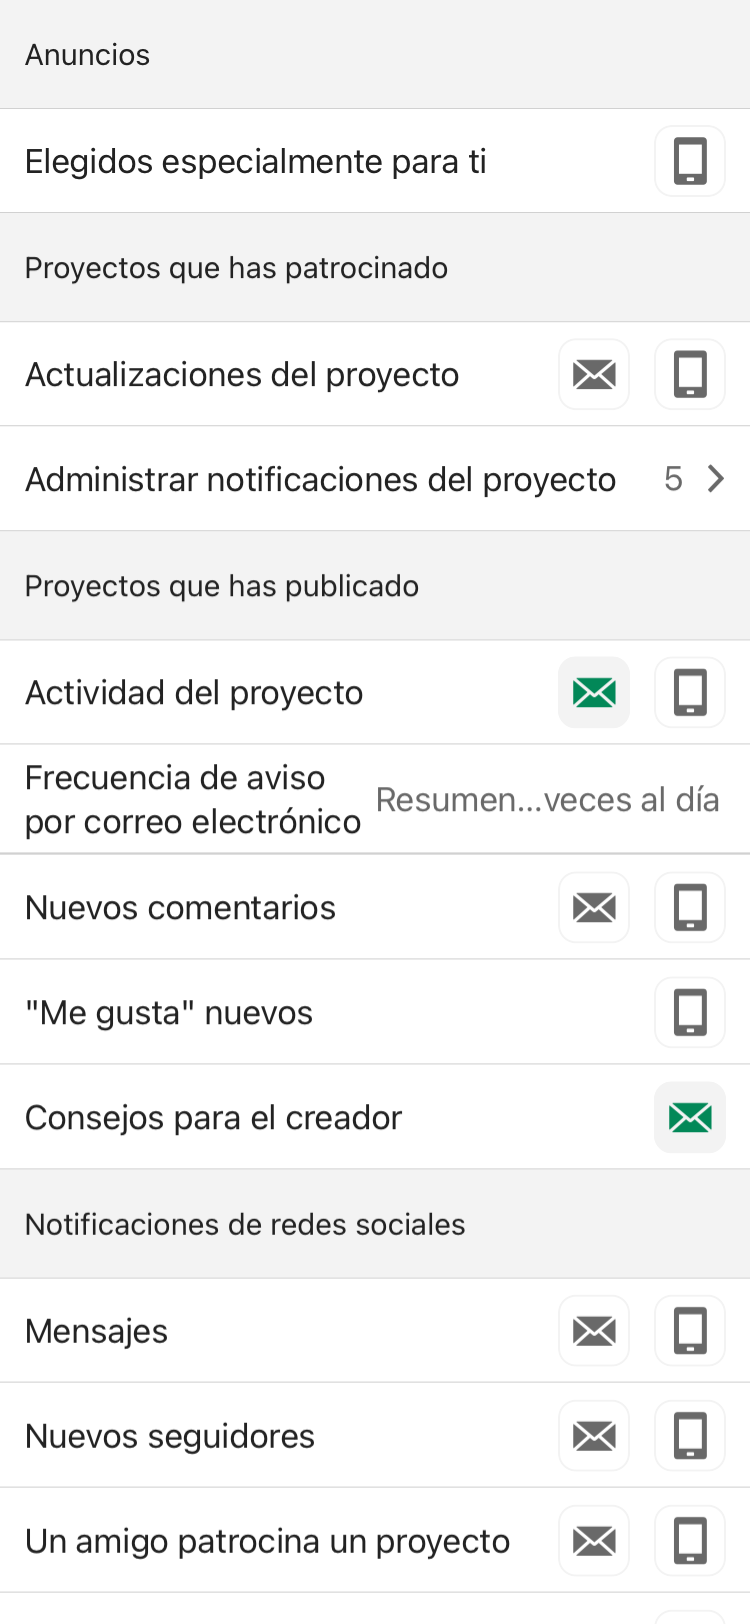 Anuncios
Elegidos especialmente para ti
Proyectos que has patrocinado
Actualizaciones del proyecto
Administrar notificaciones del proyecto 5
Proyectos que has publicado
Actividad del proyecto
Frecuencia de aviso
por correo electrónico
Resumen...veces al día
Nuevos comentarios
"Me gusta" nuevos
Consejos para el creador
Notificaciones de redes sociales
Mensajes
Nuevos seguidores
Un amigo patrocina un proyecto